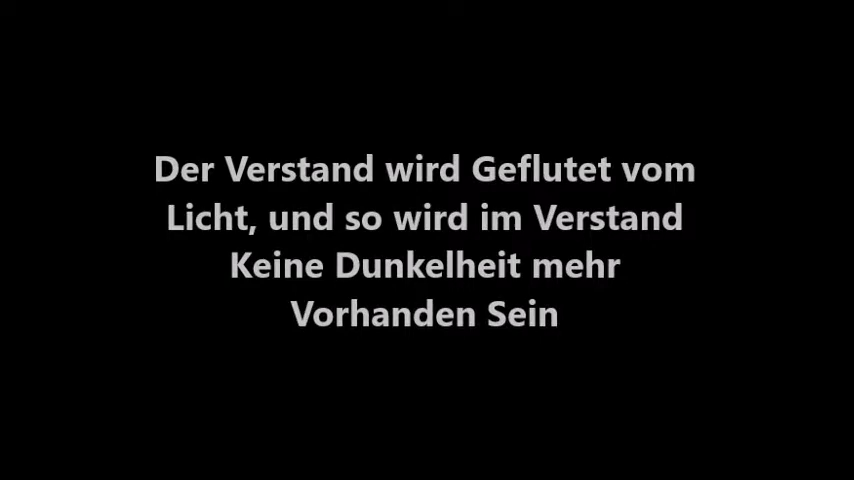 Der Verstand wird Geflutet vom
Licht, und so wird im Verstand
Keine Dunkelheit mehr
Vorhanden Sein